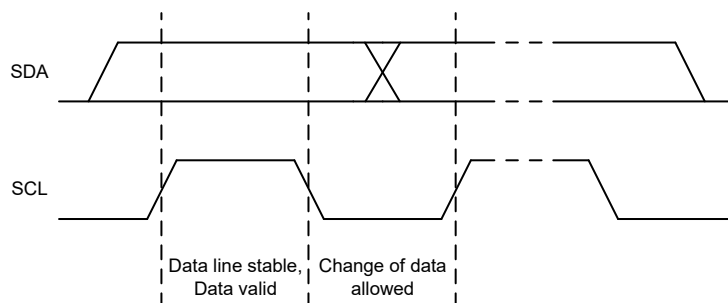 SDA
SCL
Data line stable,
Data valid
Change of data
allowed